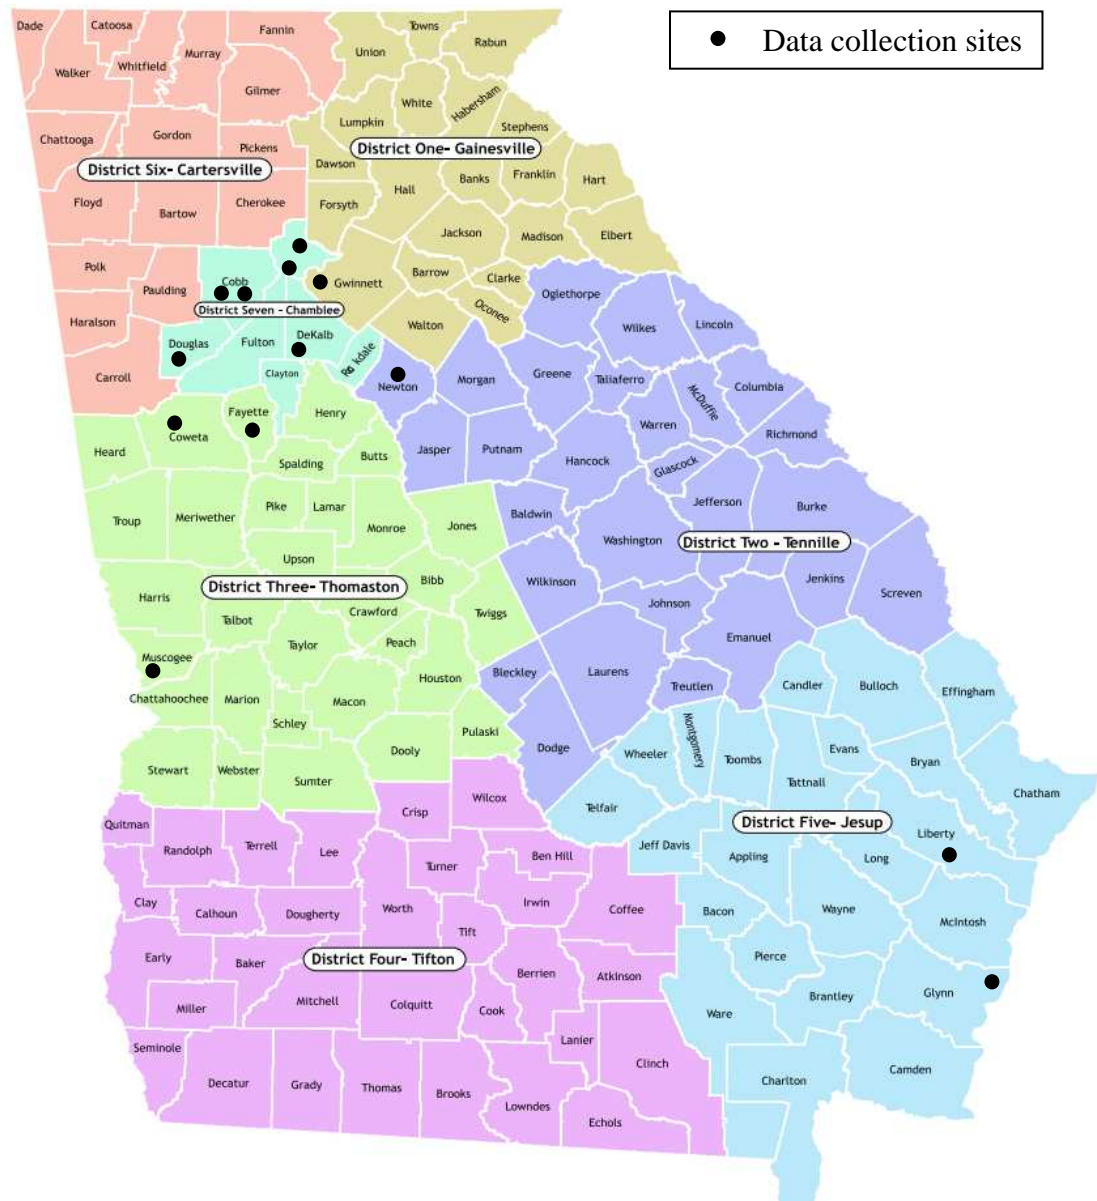 Data collection sites
Dade
Catoosa
Fannin
Towns
Rabun
Walker
Whitfield
Murray
Union
Gilmer
White
Habersham
Lumpkin
Stephens
Chattooga
Gordon
Pickens
District One- Gainesville
District Six- Cartersville
Dawson
Banks
Franklin
Hart
Hall
Floyd
Bartow
Cherokee
Forsyth
Jackson
Madison
Elbert
Polk
Paulding
Cobb
Gwinnett
Barrow
Clarke
Oglethorpe
Haralson
District Seven - Chamblee
Oconee
Walton
Wilkes
Lincoln
Douglas
Fulton
DeKalb
Carroll
Clayton
Rockdale
Newton
Morgan
Greene
Taliaferro
McDuffie
Columbia
Fayette
Henry
Coweta
Warren
Richmond
Heard
Spalding
Butts
Jasper
Putnam
Hancock
Glascock
Troup
Meriwether
Pike
Lamar
Monroe
Jones
Baldwin
Jefferson
Burke
Washington
District Two - Tennille
Upson
Harris
District Three- Thomaston
Bibb
Wilkinson
Jenkins
Screven
Talbot
Crawford
Twiggs
Johnson
Taylor
Peach
Emanuel
Muscogee
Houston
Bleckley
Laurens
Treutlen
Candler
Bulloch
Effingham
Chattahoochee
Marion
Macon
Schley
Pulaski
Dooly
Dodge
Wheeler
Montgomery
Toombs
Evans
Bryan
Stewart
Webster
Sumter
Tattnall
Chatham
Quitman
Crisp
Wilcox
Telfair
District Five- Jesup
Randolph
Terrell
Lee
Turner
Ben Hill
Jeff Davis
Appling
Long
Liberty
Clay
Calhoun
Dougherty
Worth
Irwin
Coffee
Bacon
Wayne
McIntosh
Early
Baker
District Four- Tifton
Tift
Berrien
Atkinson
Pierce
Miller
Mitchell
Colquitt
Cook
Ware
Brantley
Glynn
Seminole
Lanier
Clinch
Decatur
Grady
Thomas
Brooks
Lowndes
Echols
Charlton
Camden